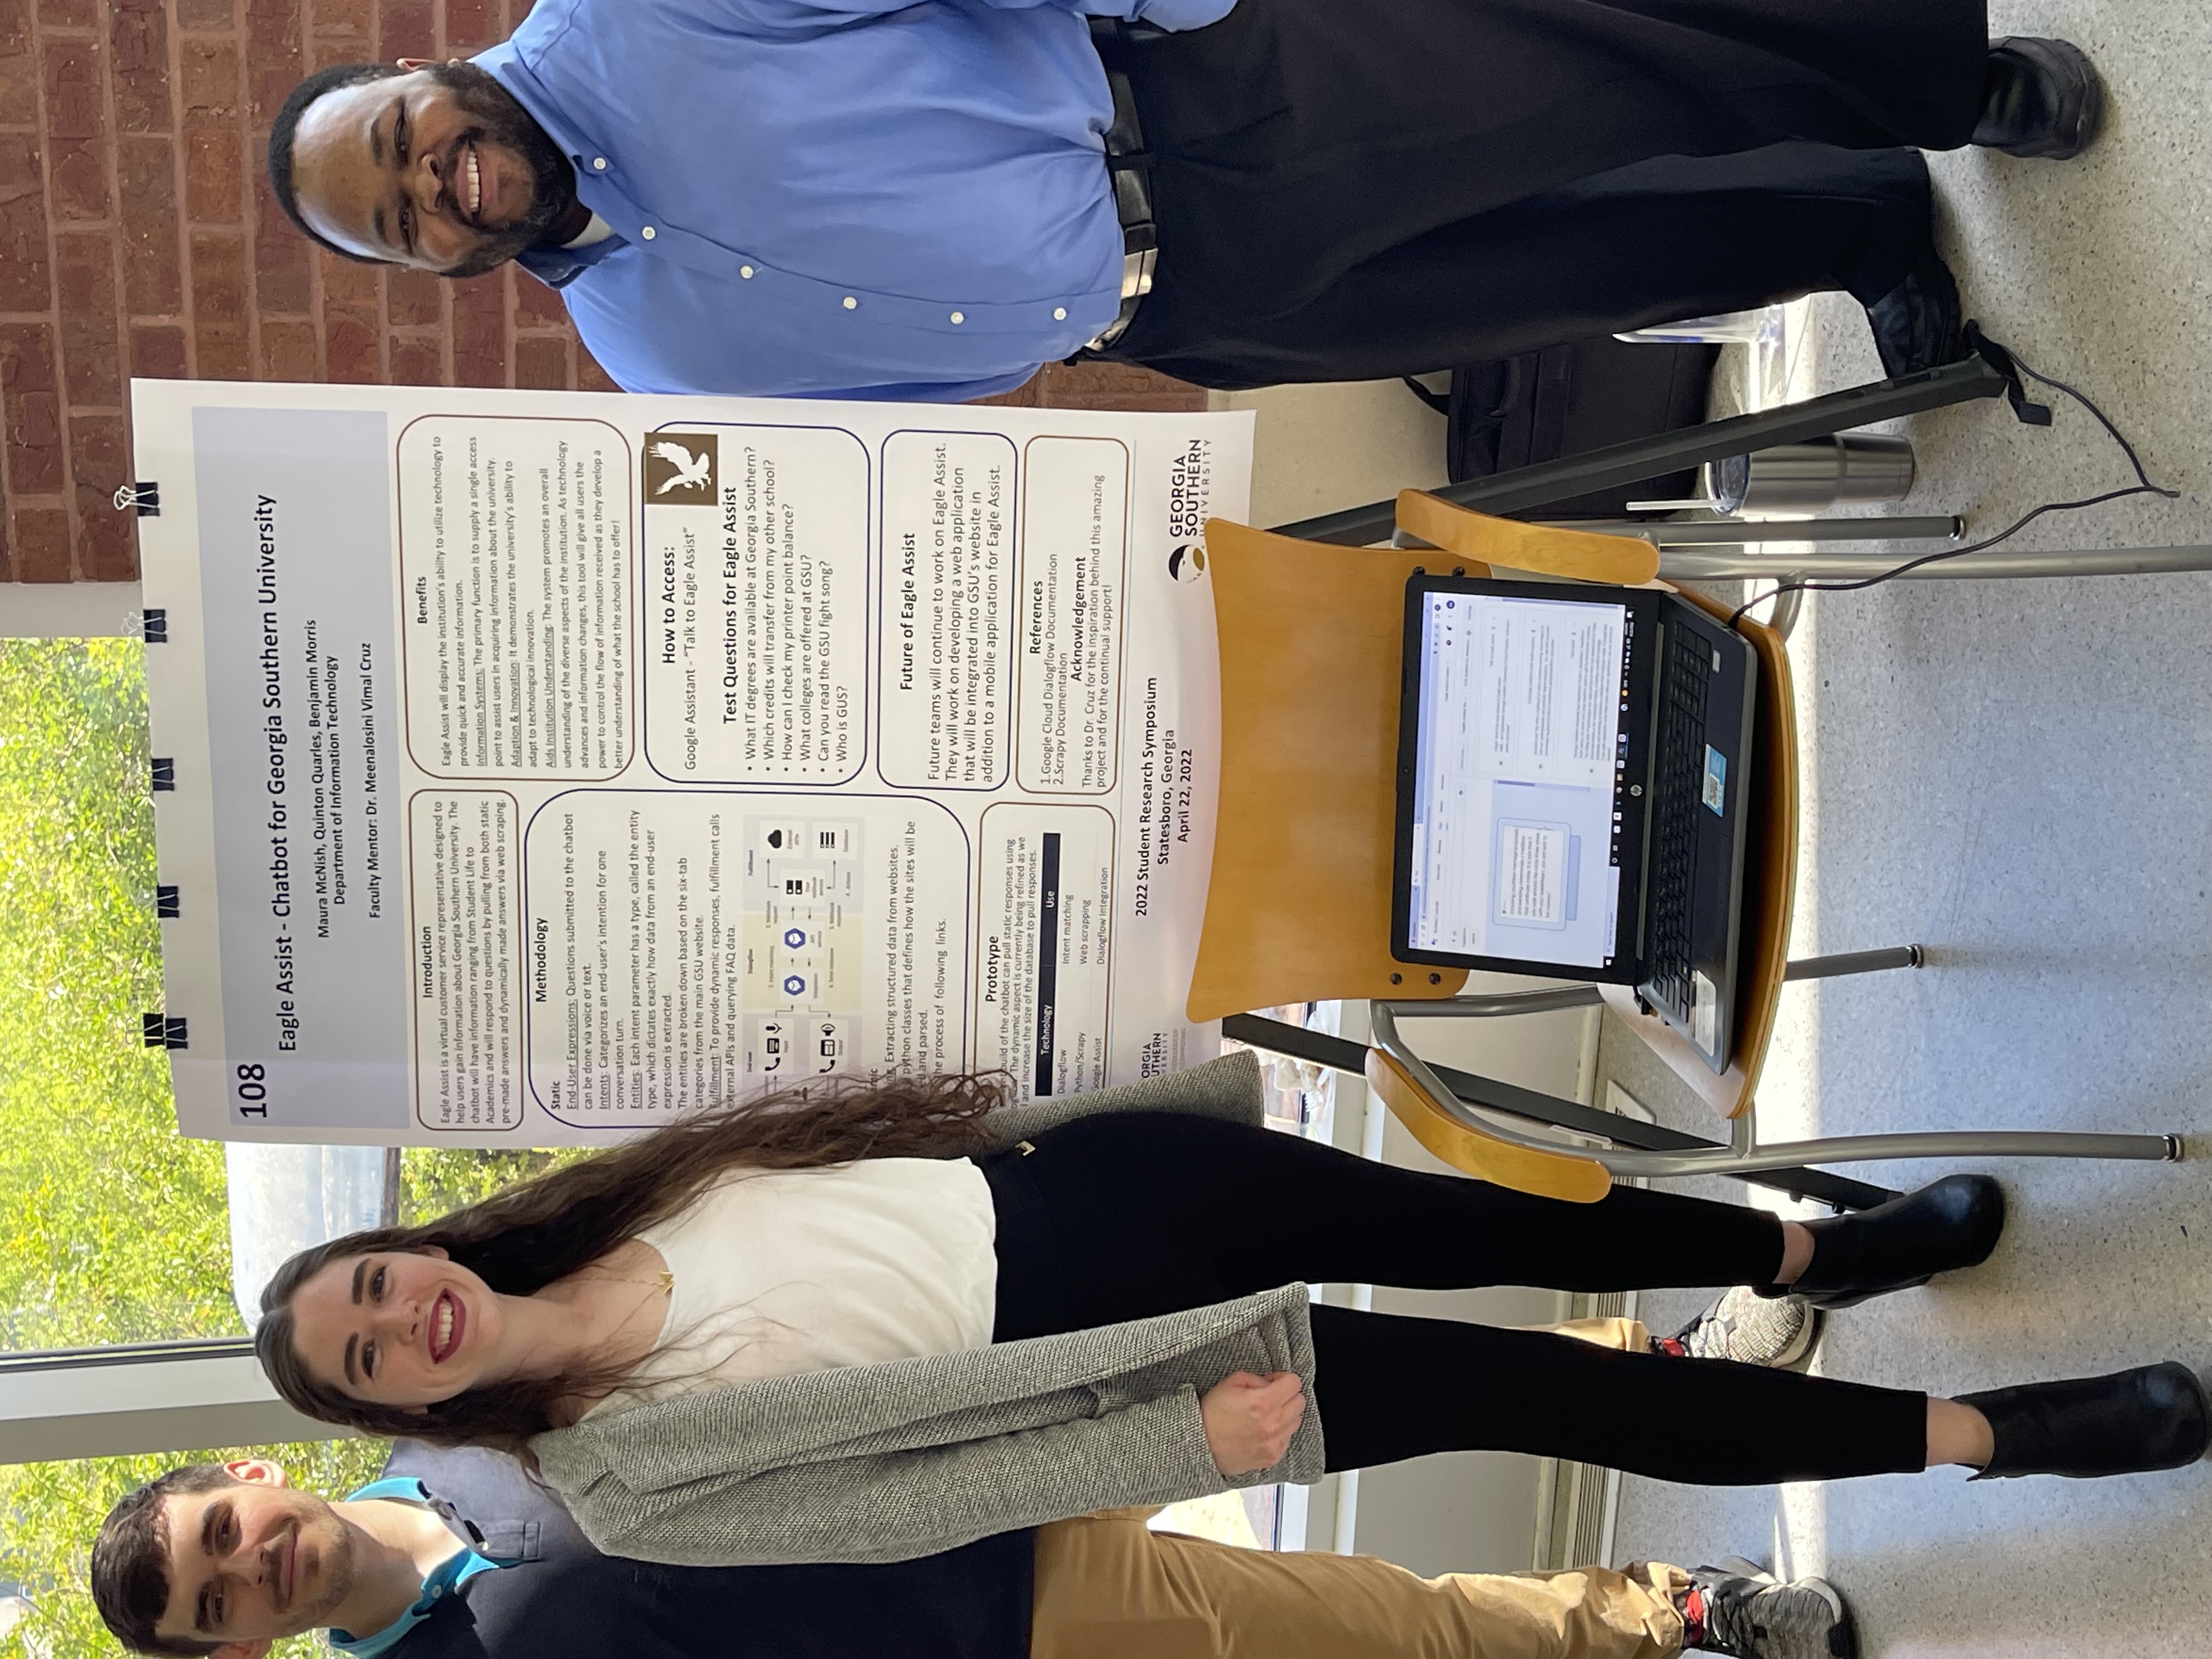 108
Eagle Assist - Chatbot for Georgia Southern University
Maura McNish, Quinton Quarles, Benjamin Morris
Department of Information Technology
Faculty Mentor: Dr. Meenalosini Vimal Cruz
Introduction
Eagle Assist is a virtual customer service representative designed to
help users gain information about Georgia Southern University. The
chatbot will have information ranging from Student Life to
Academics and will respond to questions by pulling from both static
pre-made answers and dynamically made answers via web scraping.
Methodology
Static
End-User Expressions: Questions submitted to the chatbot
can be done via voice or text.
Intents: Categorizes an end-user's intention for one
conversation turn.
Entities: Each intent parameter has a type, called the entity
type, which dictates exactly how data from an end-user
expression is extracted.
The entities are broken down based on the six-tab
categories from the main GSU website.
Fulfillment: To provide dynamic responses, fulfillment calls
external APIs and querying FAQ data.
End-user
Dialogflow
Fulfillment
Input
Output
External
APIs
Database
Extracting structured data from websites.
python classes that defines how the sites will be
and parsed.
he process of following links.
Prototype
build of the chatbot can pull static responses using
The dynamic aspect is currently being refined as we
and increase the size of the database to pull responses.
Technology Use
Dialogflow Intent matching
Python/Scrapy Web scrapping
Google Assist Dialogflow Integration
Benefits
Eagle Assist will display the institution's ability to utilize technology to
provide quick and accurate information.
Information Systems: The primary function is to supply a single access
point to assist users in acquiring information about the university.
Adaption & Innovation: It demonstrates the university's ability to
adapt to technological innovation.
Aids Institution Understanding: The system promotes an overall
understanding of the diverse aspects of the institution. As technology
advances and information changes, this tool will give all users the
power to control the flow of information received as they develop a
better understanding of what the school has to offer!
How to Access:
Google Assistant - "Talk to Eagle Assist"
Test Questions for Eagle Assist
• What IT degrees are available at Georgia Southern?
• Which credits will transfer from my other school?
• How can I check my printer point balance?
• What colleges are offered at GSU?
• Can you read the GSU fight song?
• Who is GUS?
Future of Eagle Assist
Future teams will continue to work on Eagle Assist.
They will work on developing a web application
that will be integrated into GSU's website in
addition to a mobile application for Eagle Assist.
References
1.Google Cloud Dialogflow Documentation
2.Scrapy Documentation
Acknowledgement
Thanks to Dr. Cruz for the inspiration behind this amazing
project and for the continual support!
2022 Student Research Symposium
Statesboro, Georgia
April 22, 2022
GEORGIA
SOUTHERN
UNIVERSITY
hp